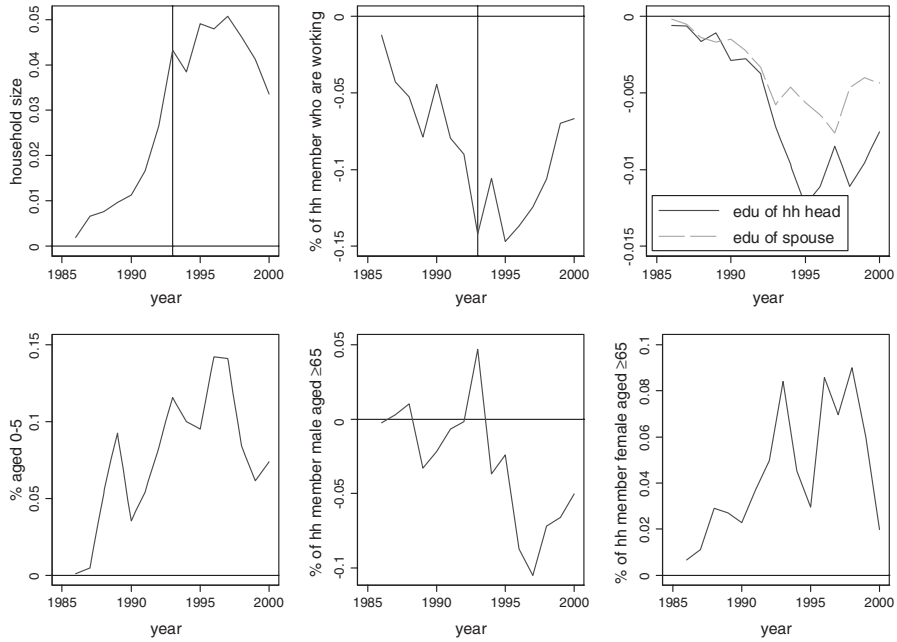 household size
0.05
0.04
0.03
0.02
0.01
0
1985 1990 1995 2000
year
% of hh member who are working
-0
-0.05
-0.1
-0.15
1985 1990 1995 2000
year
0
-0.005
-0.01
-0.015
edu of hh head
edu of spouse
1985 1990 1995 2000
year
% aged 0-5
0.15
0.1
0.05
0
1985 1990 1995 2000
year
% of hh member male aged ≥65
0.05
0
-0.05
-0.1
1985 1990 1995 2000
year
% of hh member female aged ≥65
0.1
0.08
0.06
0.04
0.02
0
1985 1990 1995 2000
year